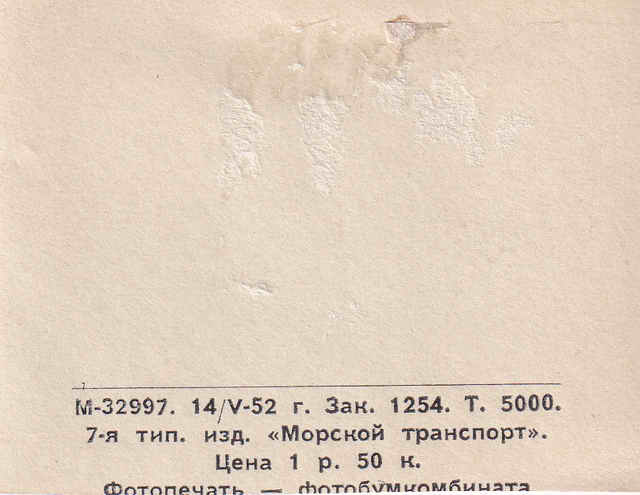 М-32997. 14/V-52 г. Зак. 1254. Т. 5000.
7-я тип. изд. «Морской транспорт».
Цена 1 р. 50 к.
Фотопечать — фотобумкомбината